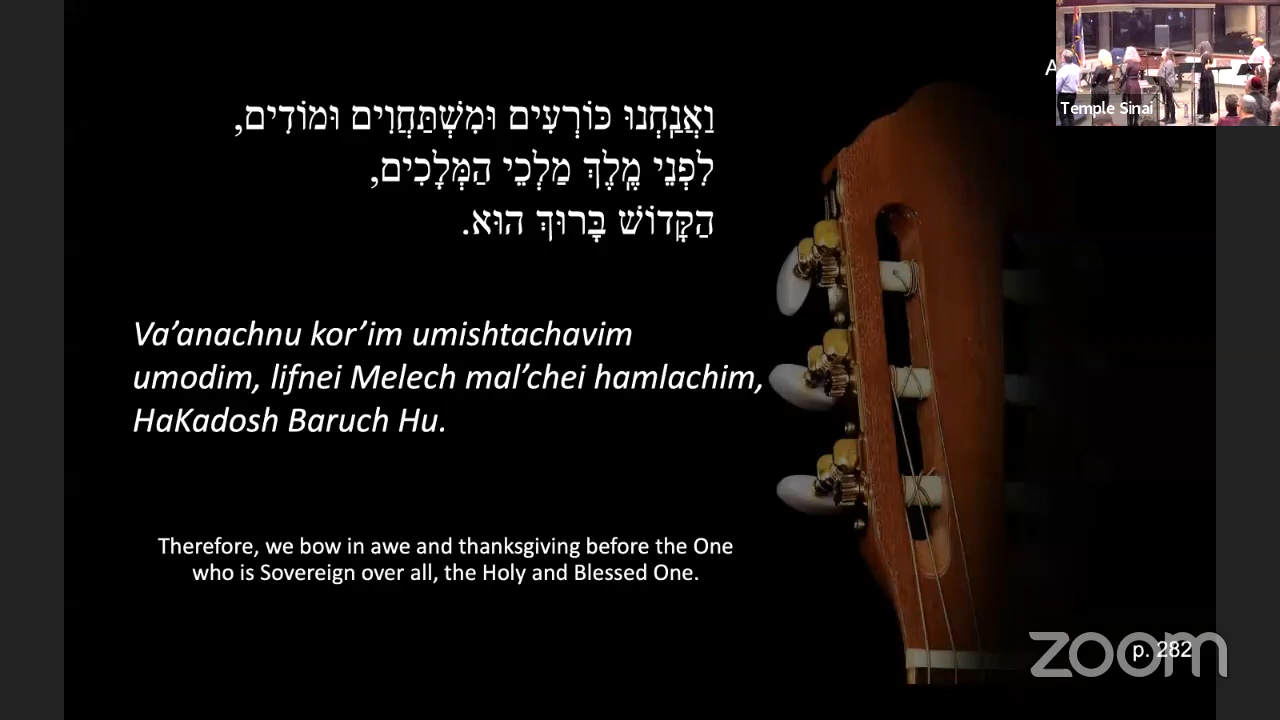 וַאֲנַֽחְנוּ כּוֹרְעִים וּמִשְׁתַּחֲוִים וּמוֹדִים,
לִפְנֵי מֶֽלֶךְ מַלְכֵי הַמְּלָכִים,
הַקָּדוֹשׁ בָּרוּךְ הוּא.
Va’anachnu kor’im umishtachavim
umodim, lifnei Melech mal’chei hamlachim,
HaKadosh Baruch Hu.
Therefore, we bow in awe and thanksgiving before the One
who is Sovereign over all, the Holy and Blessed One.
p. 282
Temple Sinai
zoom